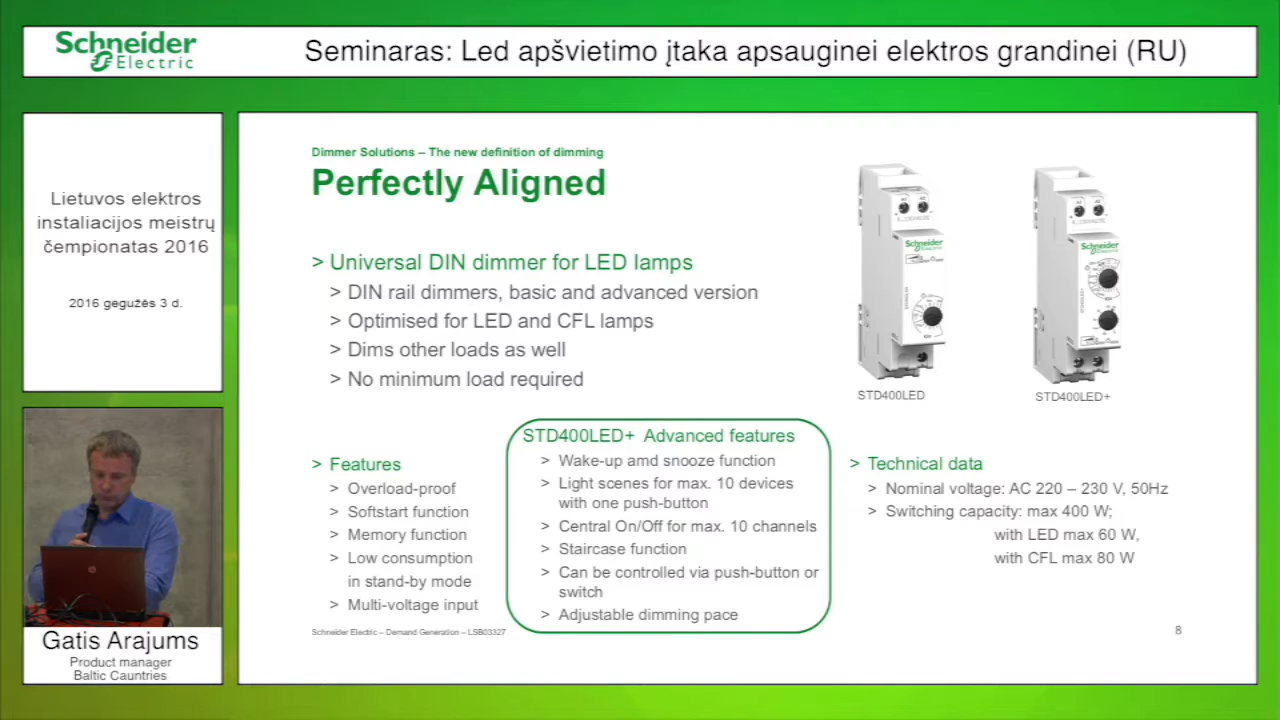 Schneider
Electric
Seminaras: Led apšvietimo įtaka apsauginei elektros grandinei (RU)
Lietuvos elektros
instaliacijos meistrų
čempionatas 2016
2016 gegužės 3 d.
Gatis Arajums
Product manager
Baltic Cauntries
Dimmer Solutions – The new definition of dimming
Perfectly Aligned
> Universal DIN dimmer for LED lamps
> DIN rail dimmers, basic and advanced version
> Optimised for LED and CFL lamps
> Dims other loads as well
> No minimum load required
Schneider
Electric
STD400LED
Schneider
Electric
STD400LED+
> Features
> Overload-proof
> Softstart function
> Memory function
> Low consumption
in stand-by mode
> Multi-voltage input
STD400LED+ Advanced features
> Wake-up amd snooze function
> Light scenes for max. 10 devices
with one push-button
> Central On/Off for max. 10 channels
> Staircase function
> Can be controlled via push-button or
switch
> Adjustable dimming pace
> Technical data
> Nominal voltage: AC 220 – 230 V, 50Hz
> Switching capacity: max 400 W;
with LED max 60 W,
with CFL max 80 W
Schneider Electric – Demand Generation – LSB03327
8